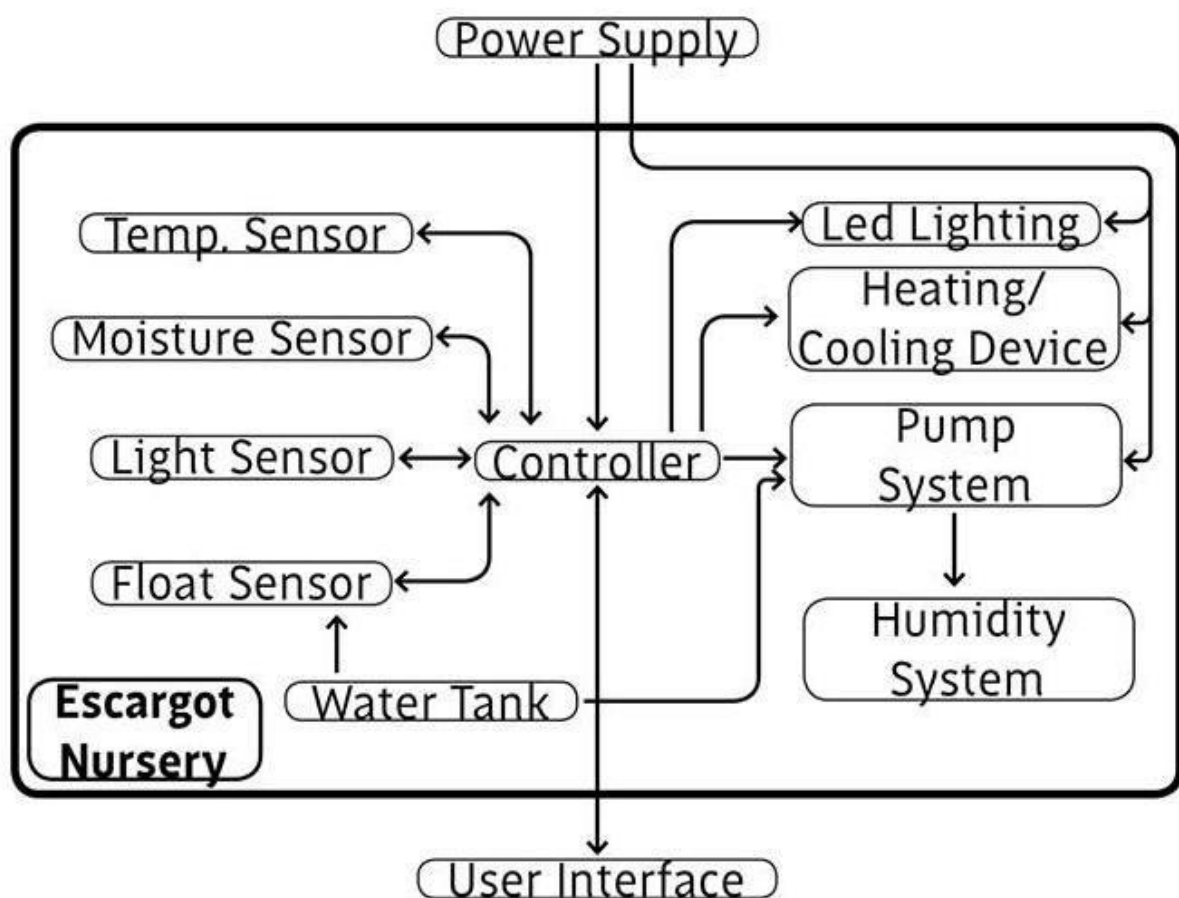 Power Supply
Temp. Sensor
Led Lighting
Moisture Sensor
Heating/
Cooling Device
Light Sensor
Controller
Pump
System
Float Sensor
Humidity
System
Water Tank
Escargot
Nursery
User Interface